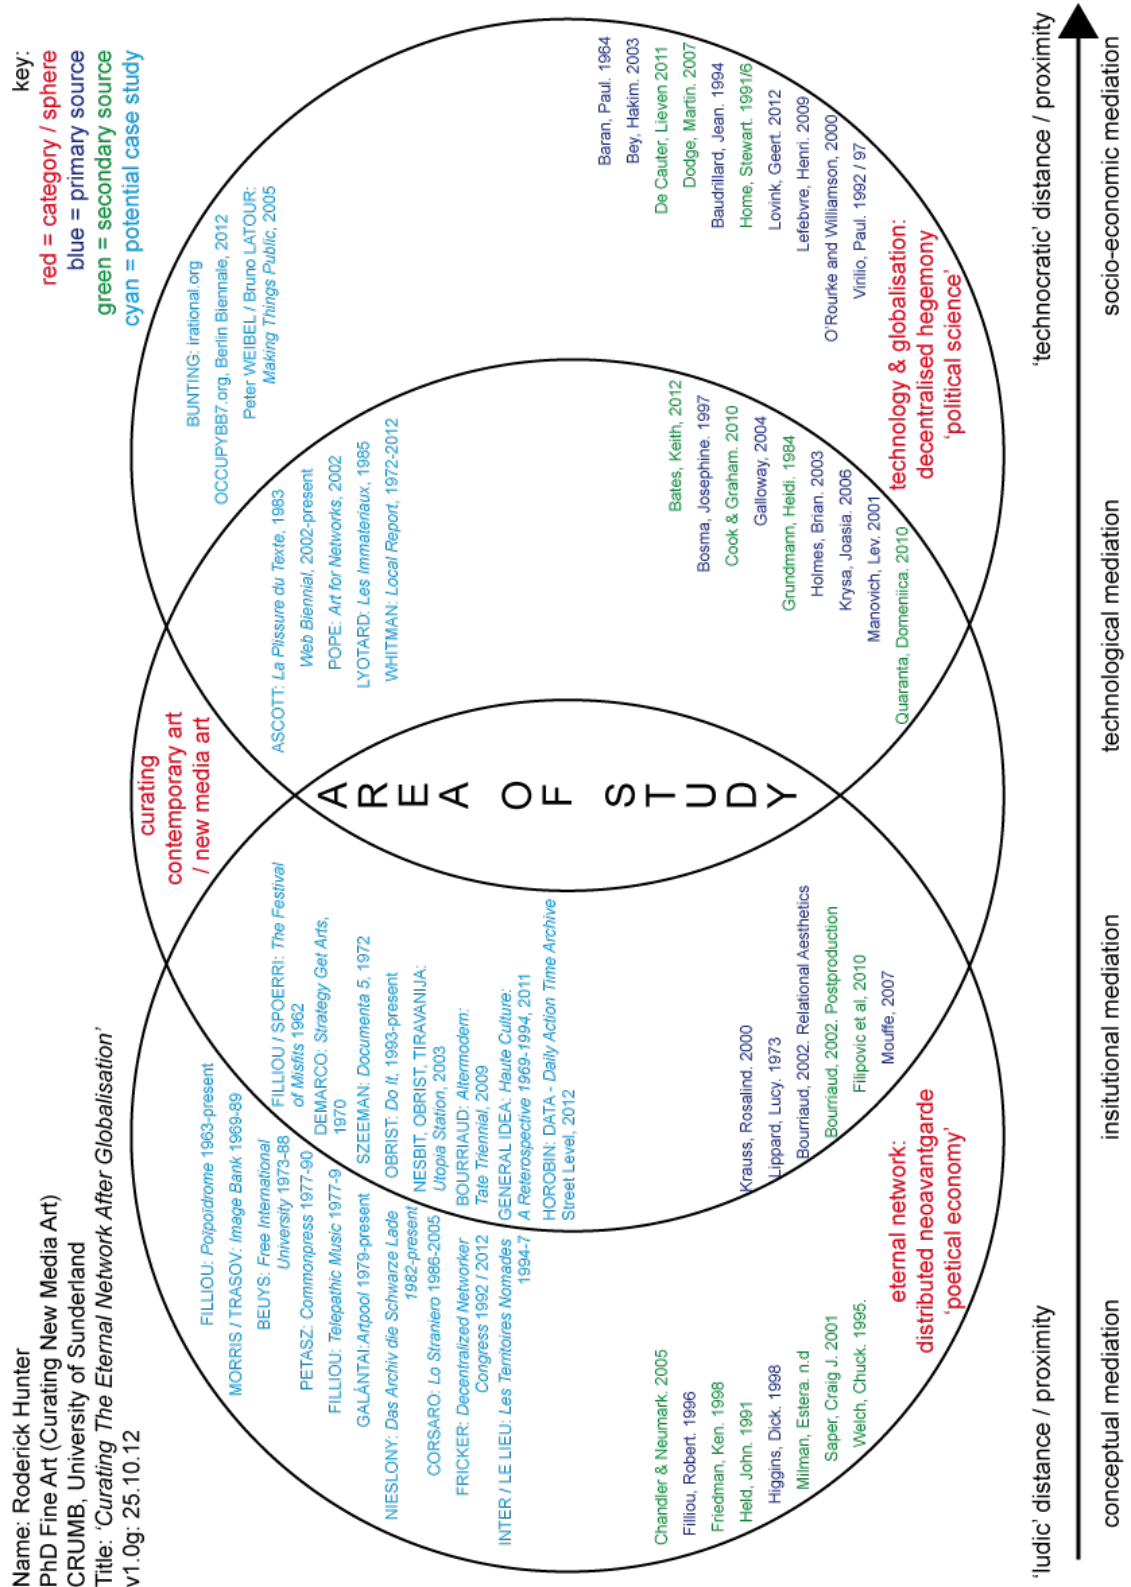 Name: Roderick Hunter
PhD Fine Art (Curating New Media Art)
CRUMB, University of Sunderland
Title: 'Curating The Eternal Network After Globalisation'
v1.0g: 25.10.12
key:
red = category / sphere
blue = primary source
green = secondary source
cyan = potential case study
curating
contemporary art
/ new media art
FILLIOU: Poipoidrome 1963-present
MORRIS / TRASOV: Image Bank 1969-89
BEUYS: Free International
University 1973-88
PETASZ: Commonpress 1977-90
FILLIOU: Telepathic Music 1977-9
GALÁNTAI:Artpool 1979-present
NIESLONY: Das Archiv die Schwarze Lade
1982-present
CORSARO: Lo Straniero 1986-2005
FRICKER: Decentralized Networker
Congress 1992 / 2012
INTER / LE LIEU: Les Territoires Nomades
1994-7
FILLIOU / SPOERRI: The Festival
of Misfits 1962
DEMARCO: Strategy Get Arts,
1970
SZEEMAN: Documenta 5, 1972
OBRIST: Do It, 1993-present
NESBIT, OBRIST, TIRAVANIJA:
Utopia Station, 2003
BOURRIAUD: Altermodern:
Tate Triennial, 2009
GENERAL IDEA: Haute Culture:
A Reterospective 1969-1994, 2011
HOROBIN: DATA - Daily Action Time Archive
Street Level, 2012
AREA OF STUDY
ASCOTT: La Plissure du Texte, 1983
Web Biennial, 2002-present
POPE: Art for Networks, 2002
LYOTARD: Les Immateriaux, 1985
WHITMAN: Local Report, 1972-2012
BUNTING: irational.org
OCCUPYBB7.org, Berlin Biennale, 2012
Peter WEIBEL / Bruno LATOUR:
Making Things Public, 2005
Chandler & Neumark. 2005
Filliou, Robert. 1996
Friedman, Ken. 1998
Held, John. 1991
Higgins, Dick. 1998
Milman, Estera. n.d
Saper, Craig J. 2001
Welch, Chuck. 1995.
eternal network:
distributed neoavantgarde
'poetical economy'
Krauss, Rosalind. 2000
Lippard, Lucy. 1973
Bourriaud, 2002. Relational Aesthetics
Bourriaud, 2002. Postproduction
Filipovic et al, 2010
Mouffe, 2007
Bates, Keith, 2012
Bosma, Josephine. 1997
Cook & Graham. 2010
Galloway, 2004
Grundmann, Heidi. 1984
Holmes, Brian. 2003
Krysa, Joasia. 2006
Manovich, Lev. 2001
Quaranta, Domeniica. 2010
Baran, Paul. 1964
Bey, Hakim. 2003
De Cauter, Lieven 2011
Dodge, Martin. 2007
Baudrillard, Jean. 1994
Home, Stewart. 1991/6
Lovink, Geert. 2012
Lefebvre, Henri. 2009
O'Rourke and Williamson, 2000
Virilio, Paul. 1992 / 97
technology & globalisation:
decentralised hegemony
'political science'
'ludic' distance / proximity
'technocratic' distance / proximity
conceptual mediation
insitutional mediation
technological mediation
socio-economic mediation